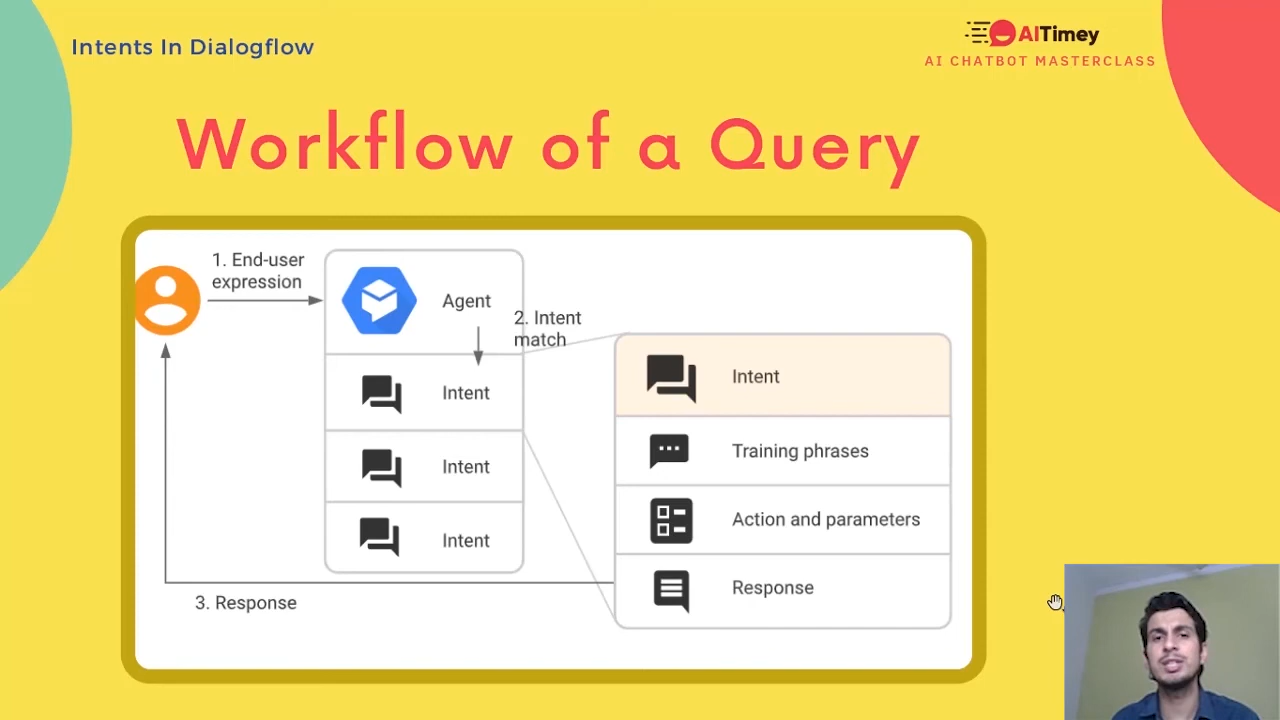 Intents In Dialogflow
AITimey
AI CHATBOT MASTERCLASS
Workflow of a Query
1. End-user
expression
Agent
2. Intent
match
Intent
Intent
Intent
Intent
Training phrases
Action and parameters
Response
3. Response